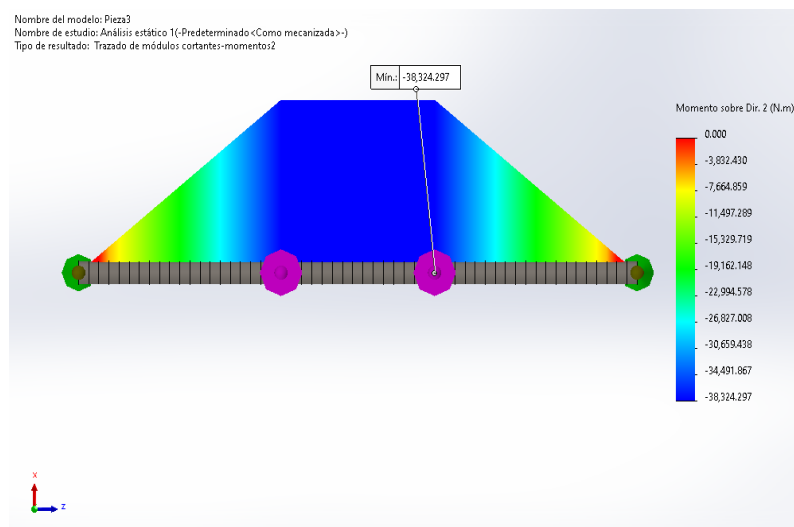 Nombre del modelo: Pieza3
Nombre de estudio: Análisis estático 1(-Predeterminado<Como mecanizada>-)
Tipo de resultado: Trazado de módulos cortantes-momentos2
Mín.: -38,324.297
Momento sobre Dir. 2 (N.m)
0.000
-3,832.430
-7,664.859
-11,497.289
-15,329.719
-19,162.148
-22,994.578
-26,827.008
-30,659.438
-34,491.867
-38,324.297
x
z